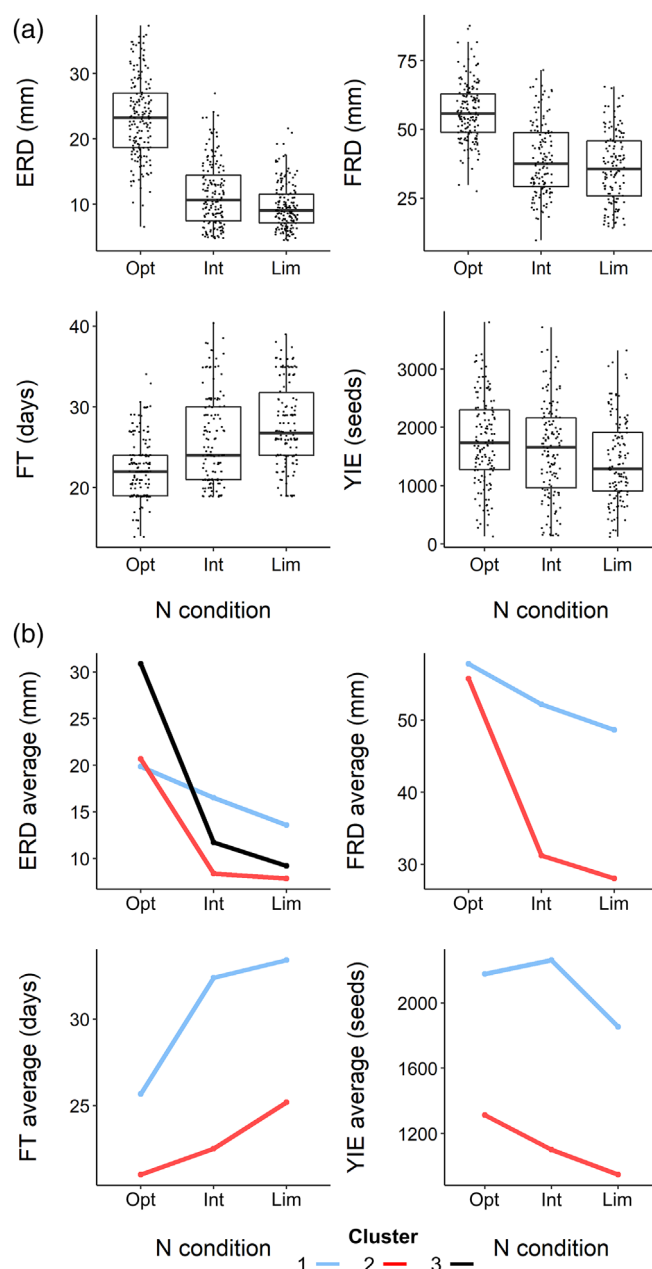 (a)
ERD (mm)
30
20
10
Opt Int Lim
FRD (mm)
75
50
25
Opt Int Lim
FT (days)
40
30
20
Opt Int Lim
N condition
YIE (seeds)
3000
2000
1000
0
Opt Int Lim
N condition
(b)
ERD average (mm)
30
25
20
15
10
Opt Int Lim
FRD average (mm)
50
40
30
Opt Int Lim
FT average (days)
30
25
Opt Int Lim
N condition
YIE average (seeds)
2000
1600
1200
Opt Int Lim
N condition
Cluster
1 2 3